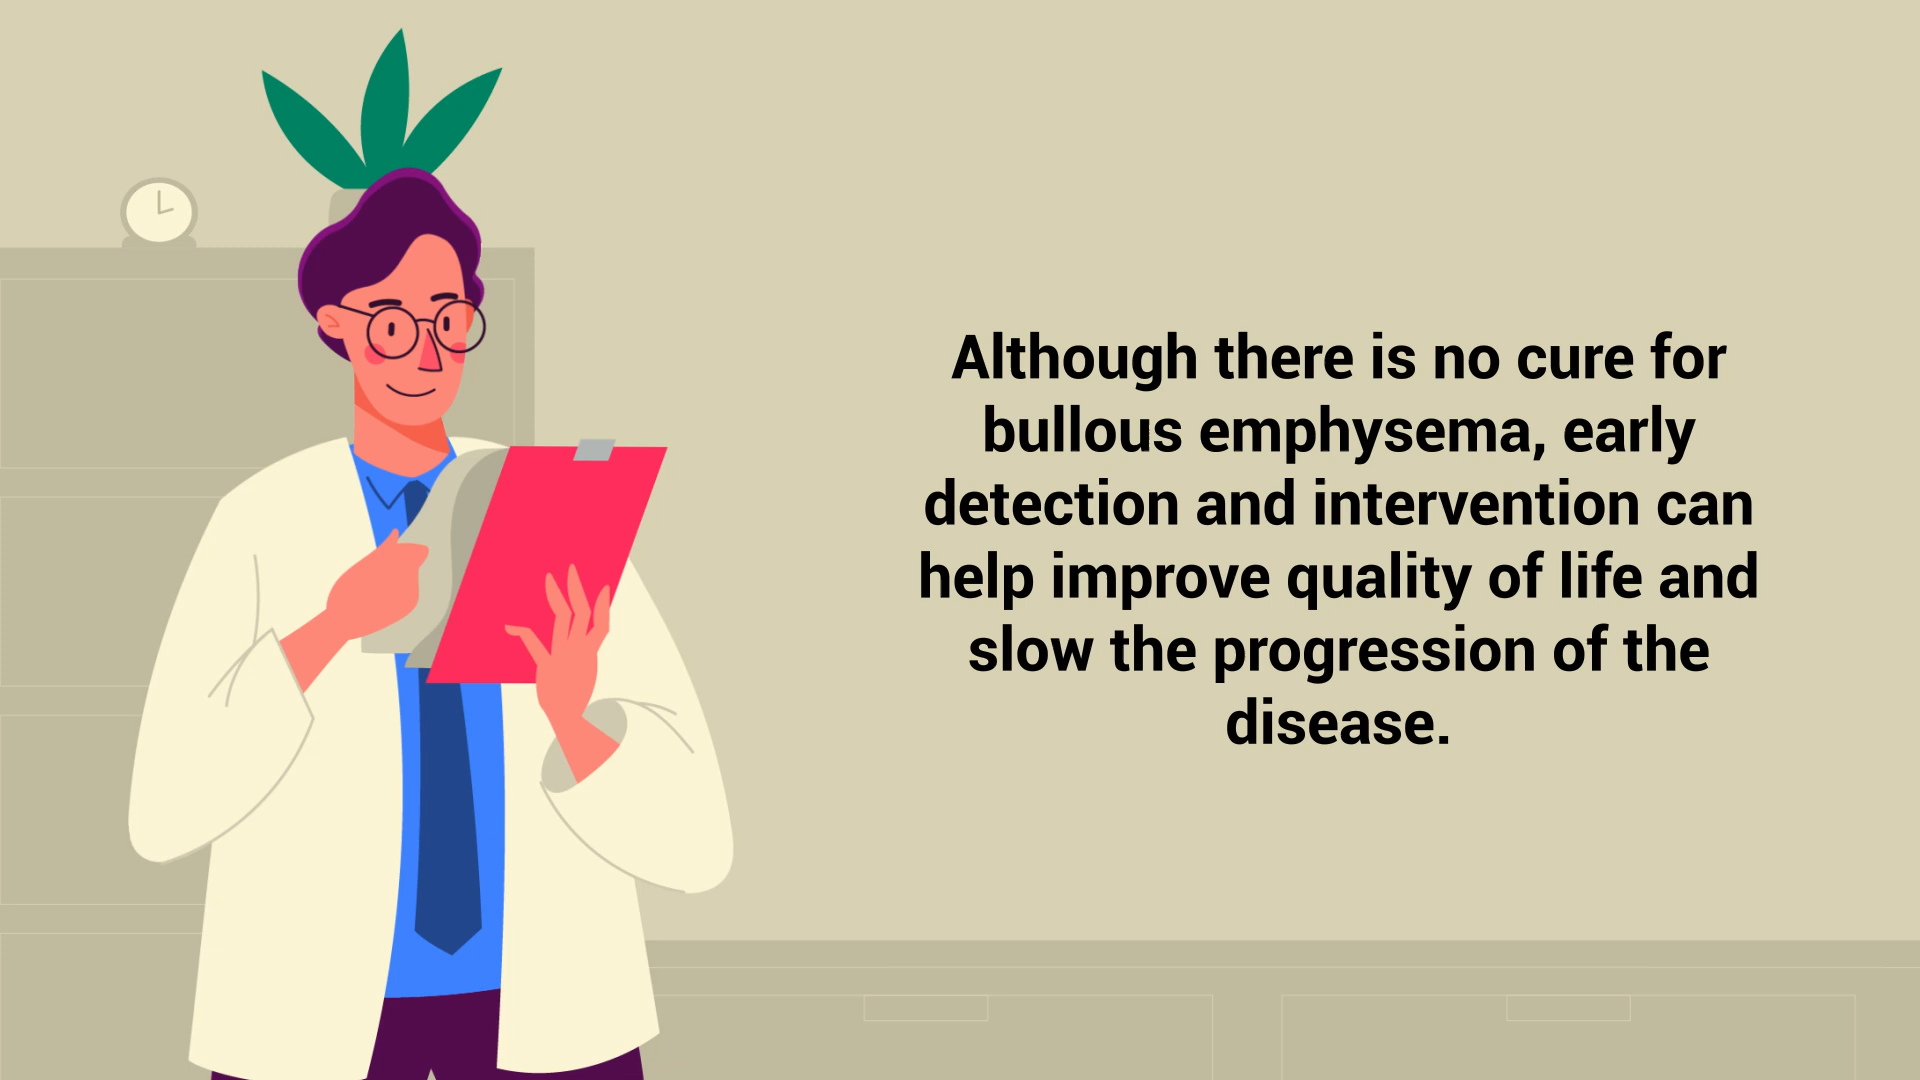 Although there is no cure for
bullous emphysema, early
detection and intervention can
help improve quality of life and
slow the progression of the
disease.